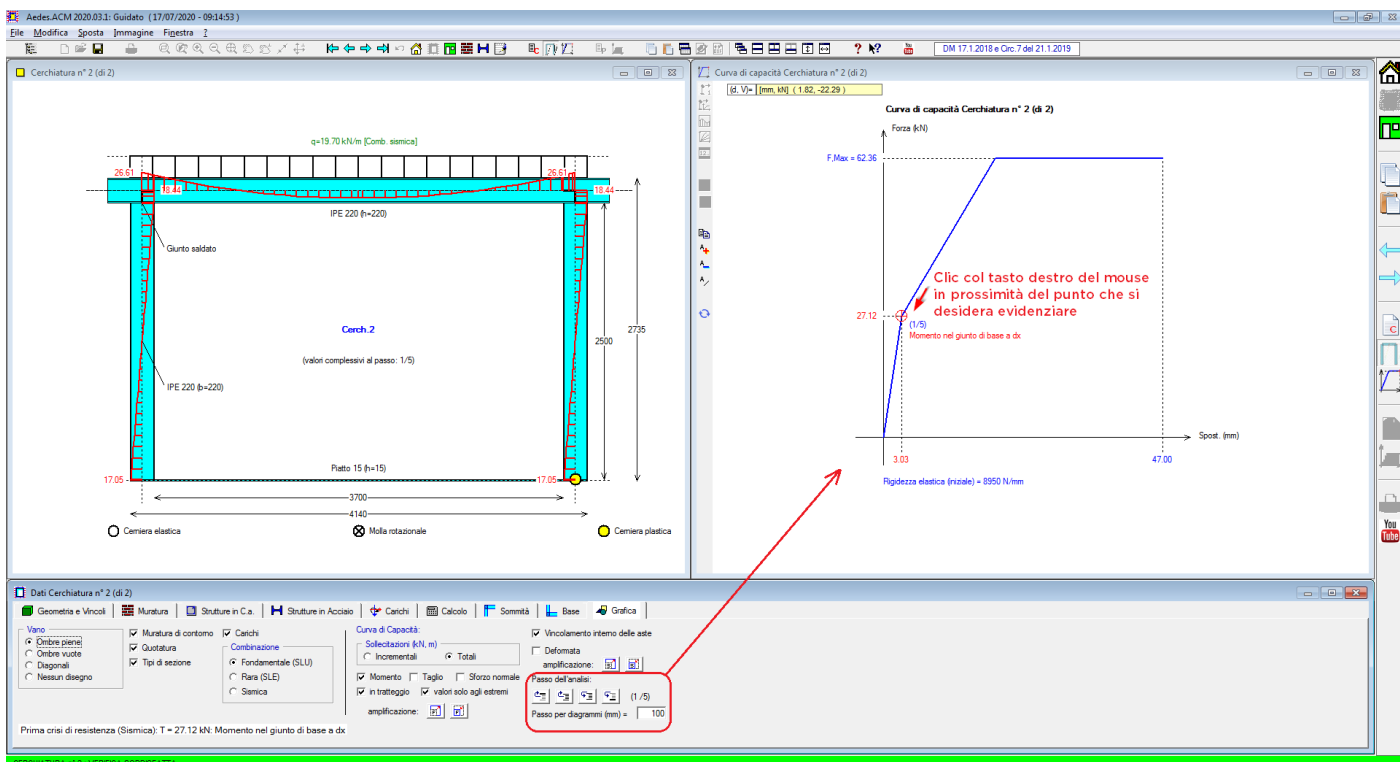 Aedes.ACM 2020.03.1: Guidato (17/07/2020 - 09:14:53)
File Modifica Sposta Immagine Finestra ?
DM 17.1.2018 e Circ.7 del 21.1.2019
Cerchiatura n° 2 (di 2)
q=19.70 kN/m [Comb. sismica]
26.61
26.61
18.44
18.44
IPE 220 (h=220)
Giunto saldato
Cerch.2
(valori complessivi al passo: 1/5)
2500
2735
IPE 220 (b=220)
Piatto 15 (h=15)
17.05
17.05
3700
4140
Cerniera elastica
Molla rotazionale
Cerniera plastica
Curva di capacità Cerchiatura n° 2 (di 2)
(d, V)= [mm, kN] ( 1.82, -22.29 )
Curva di capacità Cerchiatura n° 2 (di 2)
Forza (kN)
F,Max = 62.36
Clic col tasto destro del mouse
in prossimità del punto che si
desidera evidenziare
27.12
(1/5)
Momento nel giunto di base a dx
Spost. (mm)
3.03
47.00
Rigidezza elastica (iniziale) = 8950 N/mm
You
Tube
Dati Cerchiatura n° 2 (di 2)
Geometria e Vincoli
Muratura
Strutture in C.a.
Strutture in Acciaio
Carichi
Calcolo
Sommità
Base
Grafica
Vano
Ombre piene
Ombre vuote
Diagonali
Nessun disegno
Muratura di contorno
Quotatura
Tipi di sezione
Carichi
Combinazione
Fondamentale (SLU)
Rara (SLE)
Sismica
Curva di Capacità:
Sollecitazioni (kN, m)
Incrementali
Totali
Momento
Taglio
Sforzo normale
in tratteggio
valori solo agli estremi
amplificazione:
Vincolamento interno delle aste
Deformata
amplificazione:
Passo dell'analisi:
(1 /5)
Passo per diagrammi (mm) =
100
Prima crisi di resistenza (Sismica): T = 27.12 kN: Momento nel giunto di base a dx